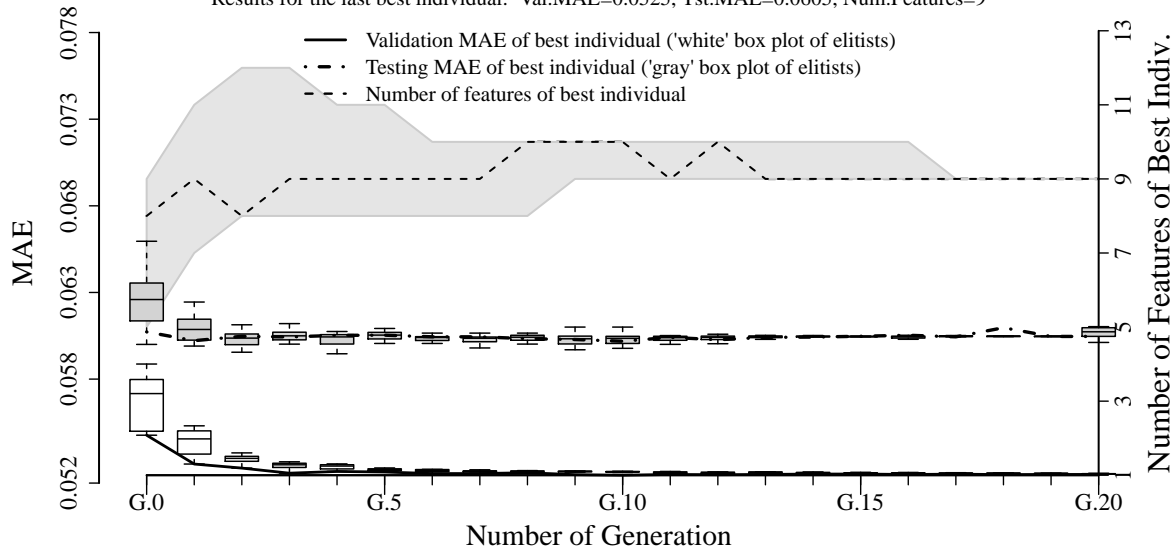 Results for the last best individual: Val.MAE=0.0525, Tst.MAE=0.0605, Num.Features=9
Validation MAE of best individual ('white' box plot of elitists)
Testing MAE of best individual ('gray' box plot of elitists)
Number of features of best individual
MAE
0.078
0.073
0.068
0.063
0.058
0.052
13
11
9
7
5
3
1
Number of Features of Best Indiv.
G.0
G.5
G.10
G.15
G.20
Number of Generation